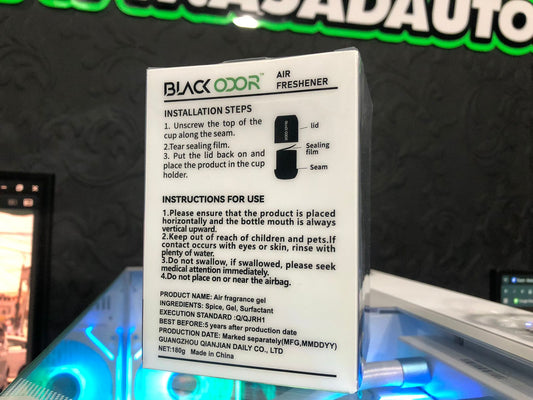 BLACK ODOR™
AIR
FRESHENER
INSTALLATION STEPS
1. Unscrew the top of the
cup along the seam.
2.Tear sealing film.
3. Put the lid back on and
place the product in the cup
holder.
lid
Sealing
film
Seam
INSTRUCTIONS FOR USE
1.Please ensure that the product is placed
horizontally and the bottle mouth is always
vertical upward.
2.Keep out of reach of children and pets.If
contact occurs with eyes or skin, rinse with
plenty of water.
3.Do not swallow, if swallowed, please seek
medical attention immediately.
4.Do not place on or near the airbag.
PRODUCT NAME: Air fragrance gel
INGREDIENTS: Spice, Gel, Surfactant
EXECUTION STANDARD :Q/QJRH1
BEST BEFORE:5 years after production date
PRODUCTION DATE: Marked separately(MFG,MMDDYY)
GUANGZHOU QIANJIAN DAILY CO., LTD
NET:180g Made in China